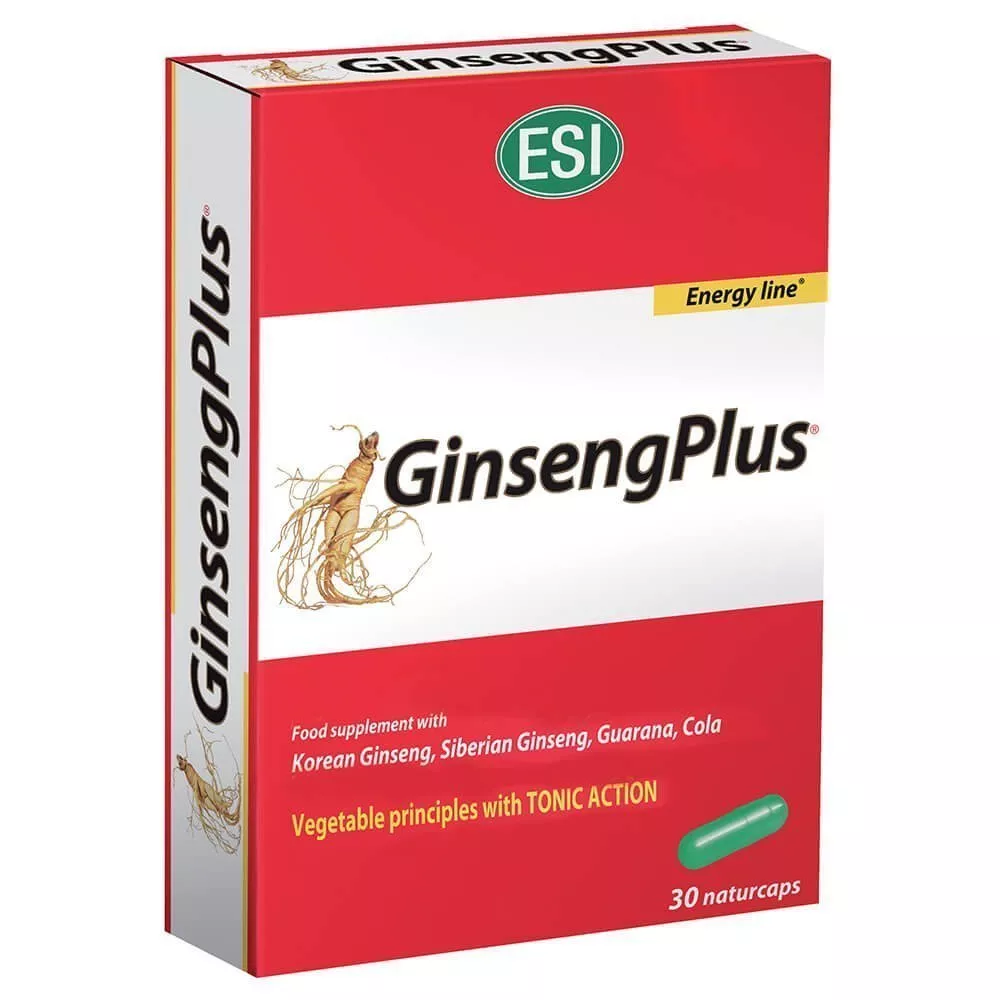 GinsengPlus®
GinsengPlus®
ESI
Energy line®
GinsengPlus®
Food supplement with
Korean Ginseng, Siberian Ginseng, Guarana, Cola
Vegetable principles with TONIC ACTION
30 naturcaps